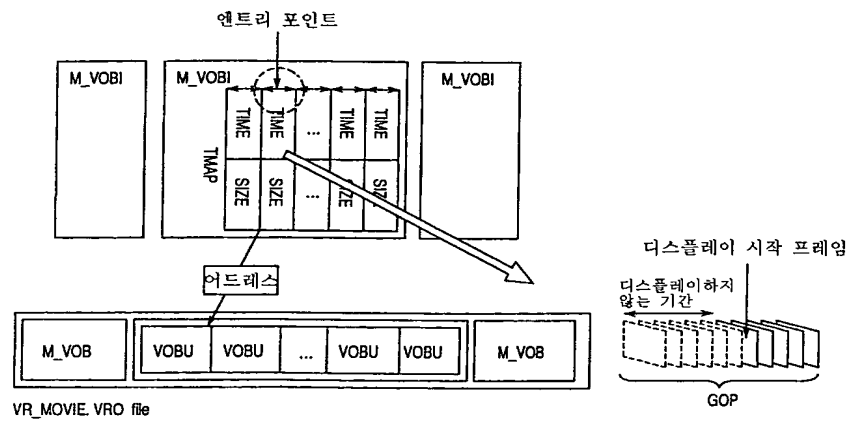 엔트리 포인트
M_VOBI
M_VOBI
M_VOBI
TIME
TIME
...
TIME
TIME
TMAP
SIZE
SIZE
...
SIZE
SIZE
어드레스
디스플레이 시작 프레임
디스플레이하지
않는 기간
M_VOB
VOBU
VOBU
...
VOBU
VOBU
M_VOB
GOP
VR_MOVIE. VRO file